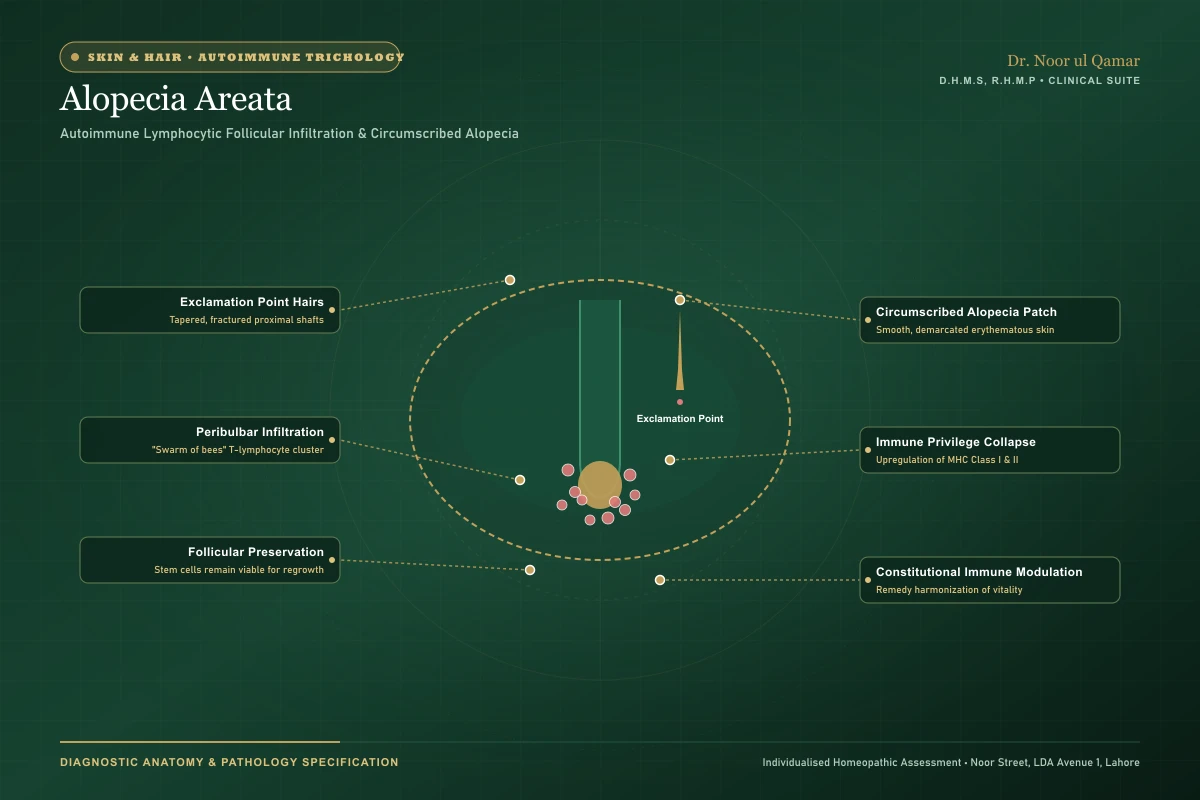 SKIN & HAIR • AUTOIMMUNE TRICHOLOGY
Alopecia Areata
Autoimmune Lymphocytic Follicular Infiltration & Circumscribed Alopecia
Dr. Noor ul Qamar
D.H.M.S, R.H.M.P • CLINICAL SUITE
Exclamation Point Hairs
Tapered, fractured proximal shafts
Peribulbar Infiltration
"Swarm of bees" T-lymphocyte cluster
Follicular Preservation
Stem cells remain viable for regrowth
Exclamation Point
Circumscribed Alopecia Patch
Smooth, demarcated erythematous skin
Immune Privilege Collapse
Upregulation of MHC Class I & II
Constitutional Immune Modulation
Remedy harmonization of vitality
DIAGNOSTIC ANATOMY & PATHOLOGY SPECIFICATION
Individualised Homeopathic Assessment • Noor Street, LDA Avenue 1, Lahore